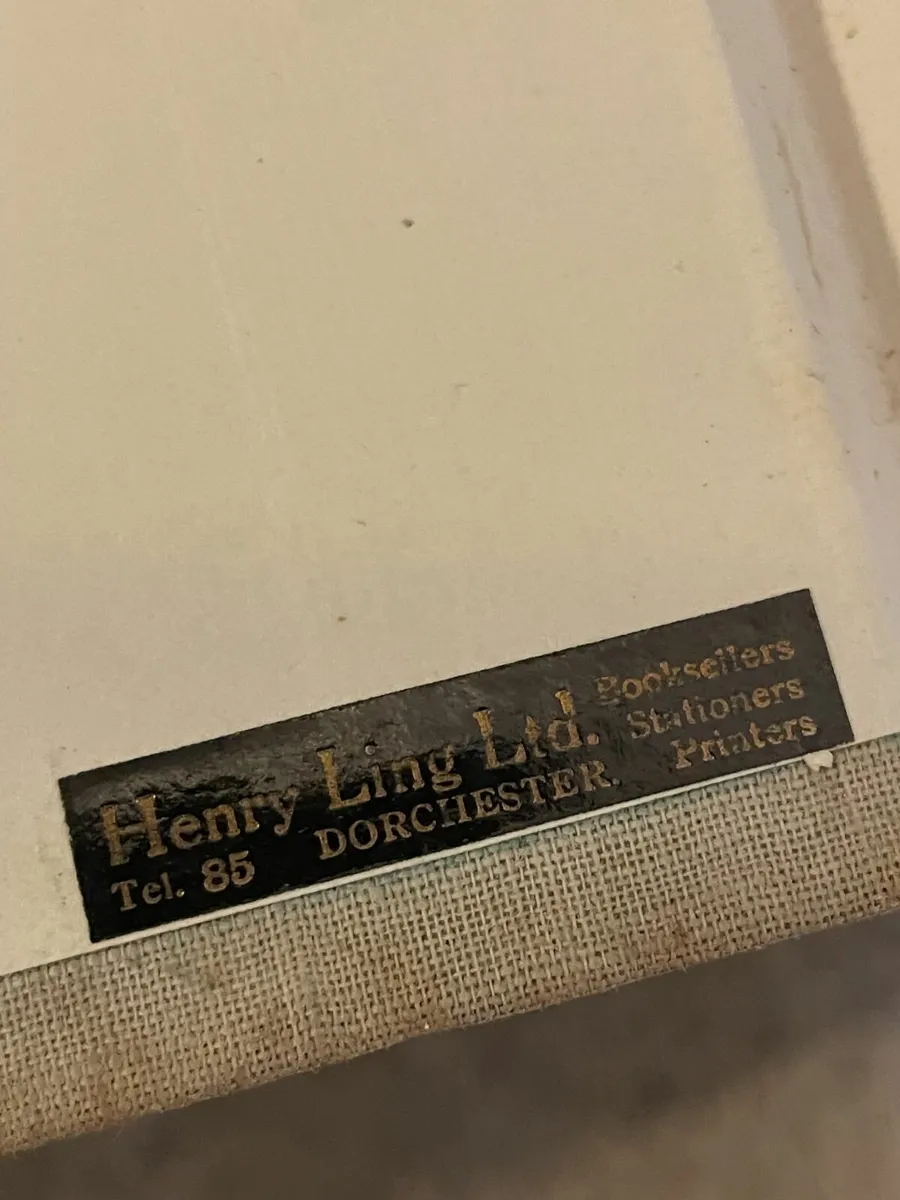 Henry Ling Ltd.
Tel. 85 DORCHESTER.
Booksellers
Stationers
Printers